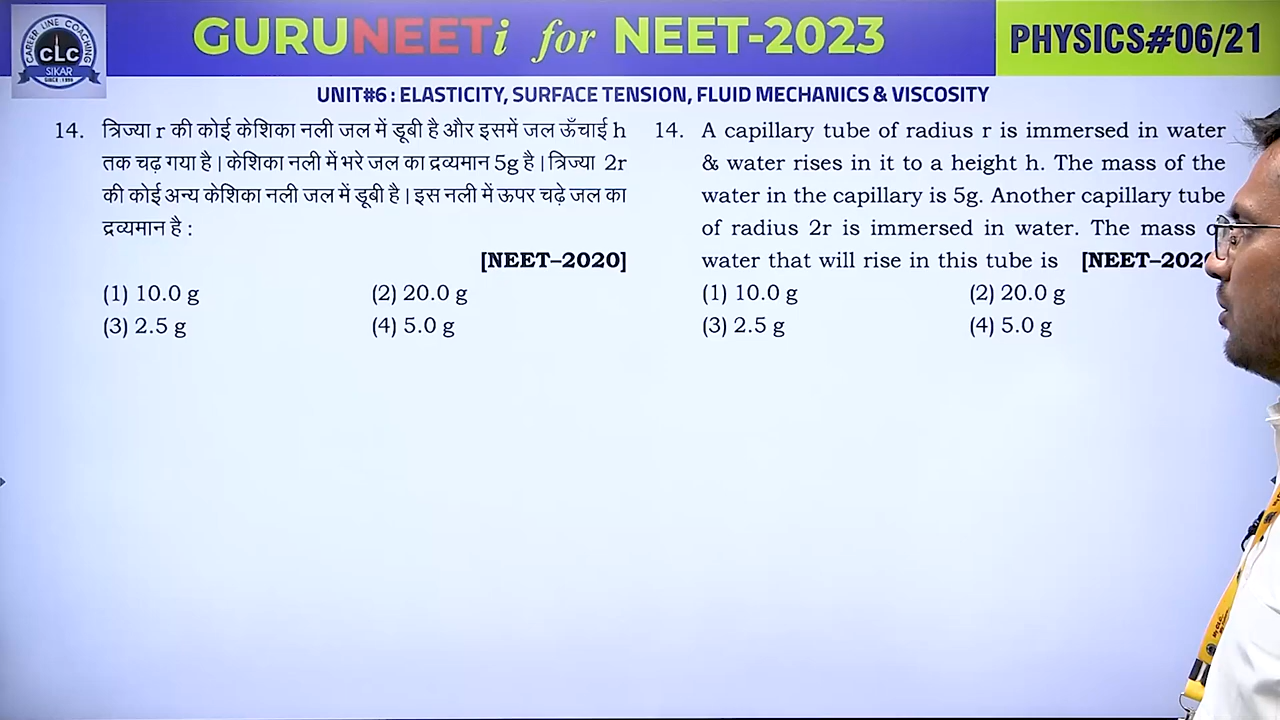 CAREER LINE COACHING
CLC
SIKAR
SINCE : 1996
GURUNEETi for NEET-2023
PHYSICS#06/21
UNIT#6 : ELASTICITY, SURFACE TENSION, FLUID MECHANICS & VISCOSITY
14. त्रिज्या r की कोई केशिका नली जल में डूबी है और इसमें जल ऊँचाई h
तक चढ़ गया है। केशिका नली में भरे जल का द्रव्यमान 5g है। त्रिज्या 2r
की कोई अन्य केशिका नली जल में डूबी है। इस नली में ऊपर चढ़े जल का
द्रव्यमान है :
[NEET–2020]
(1) 10.0 g (2) 20.0 g
(3) 2.5 g (4) 5.0 g
14. A capillary tube of radius r is immersed in water
& water rises in it to a height h. The mass of the
water in the capillary is 5g. Another capillary tube
of radius 2r is immersed in water. The mass
water that will rise in this tube is [NEET–202
(1) 10.0 g (2) 20.0 g
(3) 2.5 g (4) 5.0 g